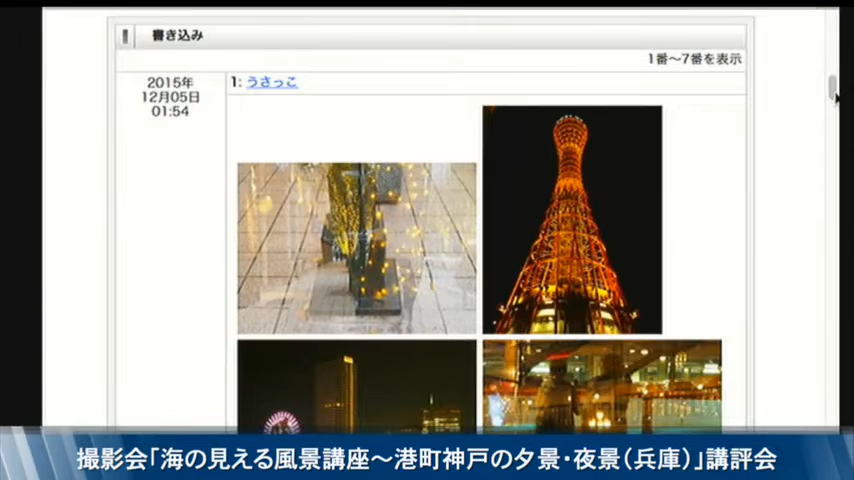 書き込み
1番～7番を表示
2015年
12月05日
01:54
1: うさっこ
撮影会「海の見える風景講座～港町神戸の夕景・夜景（兵庫）」講評会